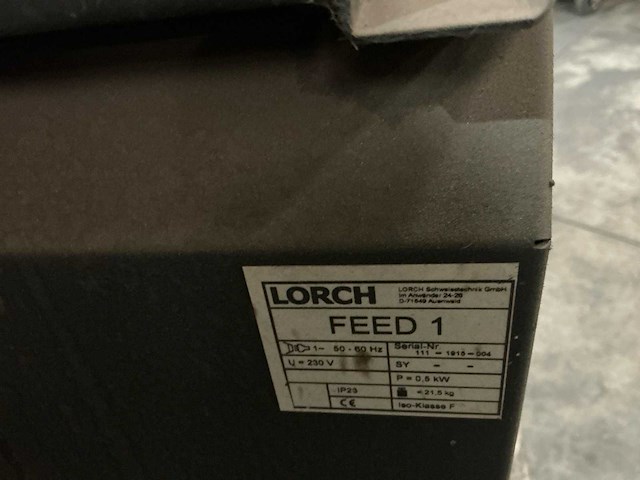 LORCH
LORCH Schweisstechnik GmbH
Im Anwänder 24-26
D-71549 Auenwald
FEED 1
1~ 50 - 60 Hz
Serial-Nr.
111 - 1915 - 004
U = 230 V
SY - -
P = 0,5 kW
IP23
<21,5 kg
CE
Iso-Klasse F